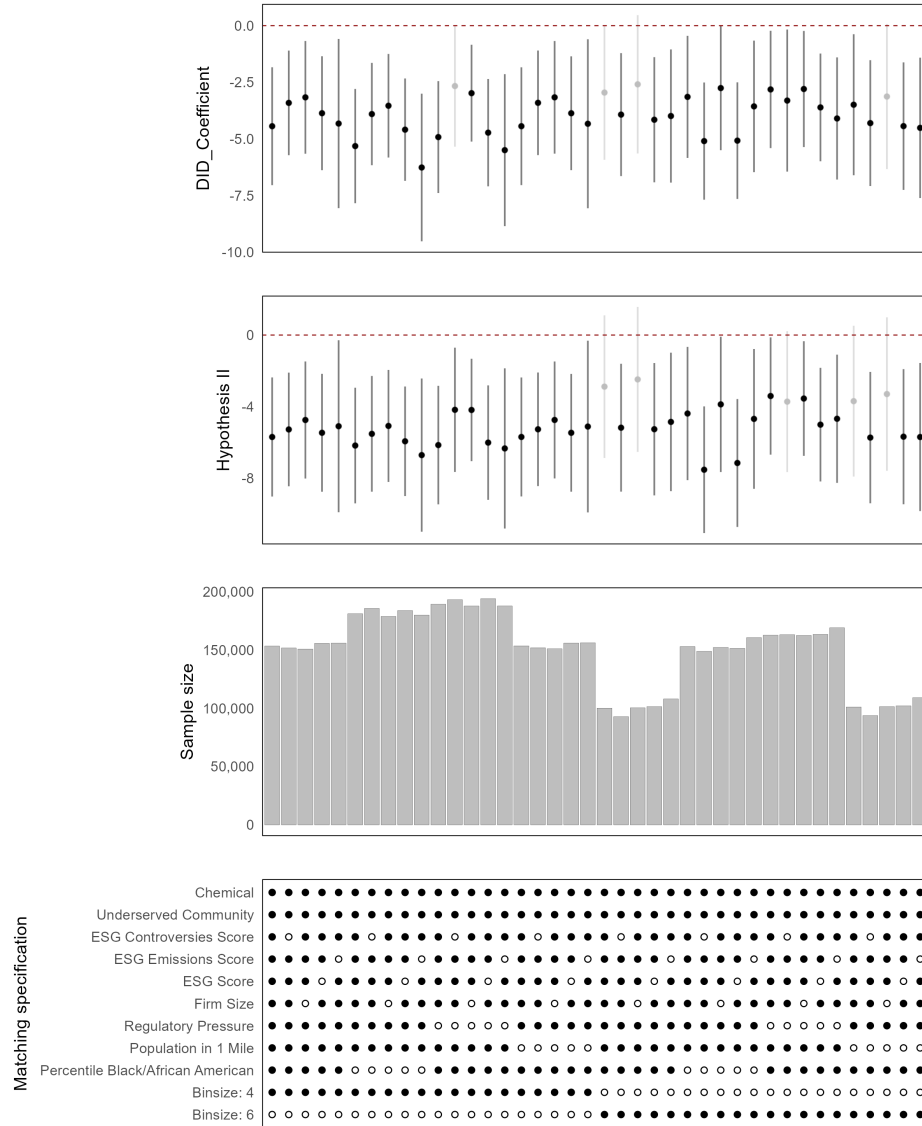 0.0
-2.5
-5.0
-7.5
-10.0
DID_Coefficient
0
-4
-8
Hypothesis II
200,000
150,000
100,000
50,000
0
Sample size
Matching specification
Chemical
Underserved Community
ESG Controversies Score
ESG Emissions Score
ESG Score
Firm Size
Regulatory Pressure
Population in 1 Mile
Percentile Black/African American
Binsize: 4
Binsize: 6